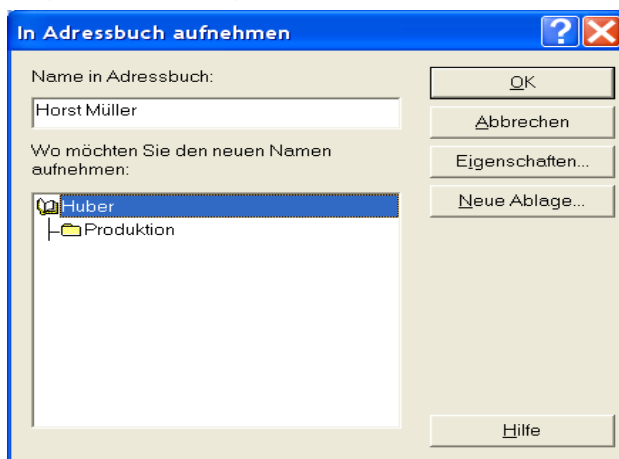 In Adressbuch aufnehmen
Name in Adressbuch:
Horst Müller
Wo möchten Sie den neuen Namen
aufnehmen:
Huber
Produktion
OK
Abbrechen
Eigenschaften...
Neue Ablage...
Hilfe